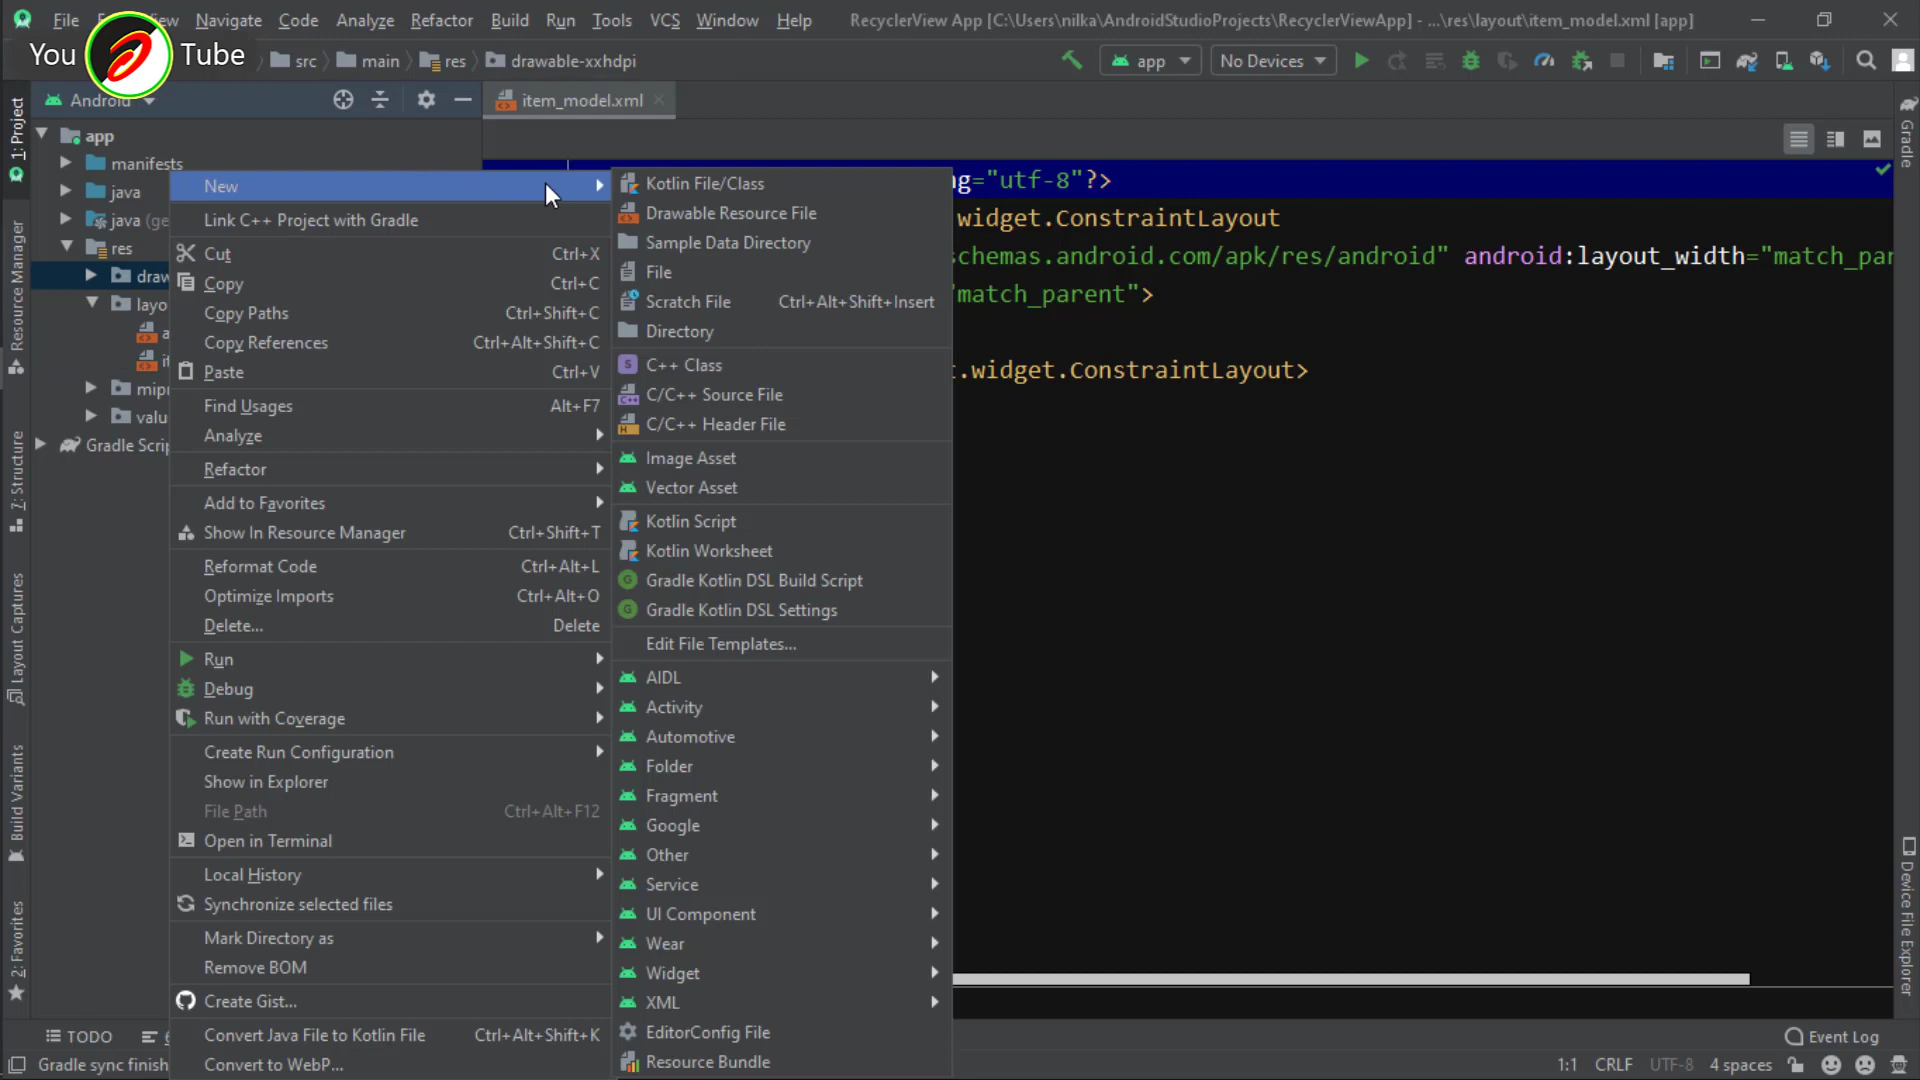 File View Navigate Code Analyze Refactor Build Run Tools VCS Window Help RecyclerView App [C:\Users\nilka\AndroidStudioProjects\RecyclerViewApp] - ...\res\layout\item_model.xml [app]
You Tube
src main res drawable-xxhdpi app No Devices
Android item_model.xml
1: Project
Resource Manager
7: Structure
Layout Captures
Build Variants
2: Favorites
app
manifests
java
java (ge
res
draw
layo
a
it
mipr
valu
Gradle Scrip
New
Link C++ Project with Gradle
Cut Ctrl+X
Copy Ctrl+C
Copy Paths Ctrl+Shift+C
Copy References Ctrl+Alt+Shift+C
Paste Ctrl+V
Find Usages Alt+F7
Analyze
Refactor
Add to Favorites
Show In Resource Manager Ctrl+Shift+T
Reformat Code Ctrl+Alt+L
Optimize Imports Ctrl+Alt+O
Delete... Delete
Run
Debug
Run with Coverage
Create Run Configuration
Show in Explorer
File Path Ctrl+Alt+F12
Open in Terminal
Local History
Synchronize selected files
Mark Directory as
Remove BOM
Create Gist...
Convert Java File to Kotlin File Ctrl+Alt+Shift+K
Convert to WebP...
Kotlin File/Class
Drawable Resource File
Sample Data Directory
File
Scratch File Ctrl+Alt+Shift+Insert
Directory
C++ Class
C/C++ Source File
C/C++ Header File
Image Asset
Vector Asset
Kotlin Script
Kotlin Worksheet
Gradle Kotlin DSL Build Script
Gradle Kotlin DSL Settings
Edit File Templates...
AIDL
Activity
Automotive
Folder
Fragment
Google
Other
Service
UI Component
Wear
Widget
XML
EditorConfig File
Resource Bundle
ng="utf-8"?>
widget.ConstraintLayout
schemas.android.com/apk/res/android" android:layout_width="match_par
"match_parent">
t.widget.ConstraintLayout>
Gradle
Device File Explorer
TODO Event Log
Gradle sync finish 1:1 CRLF UTF-8 4 spaces